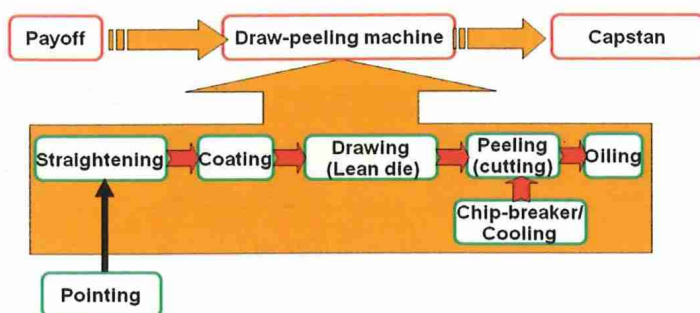 Payoff
Draw-peeling machine
Capstan
Straightening
Coating
Drawing
(Lean die)
Peeling
(cutting)
Oiling
Chip-breaker/
Cooling
Pointing